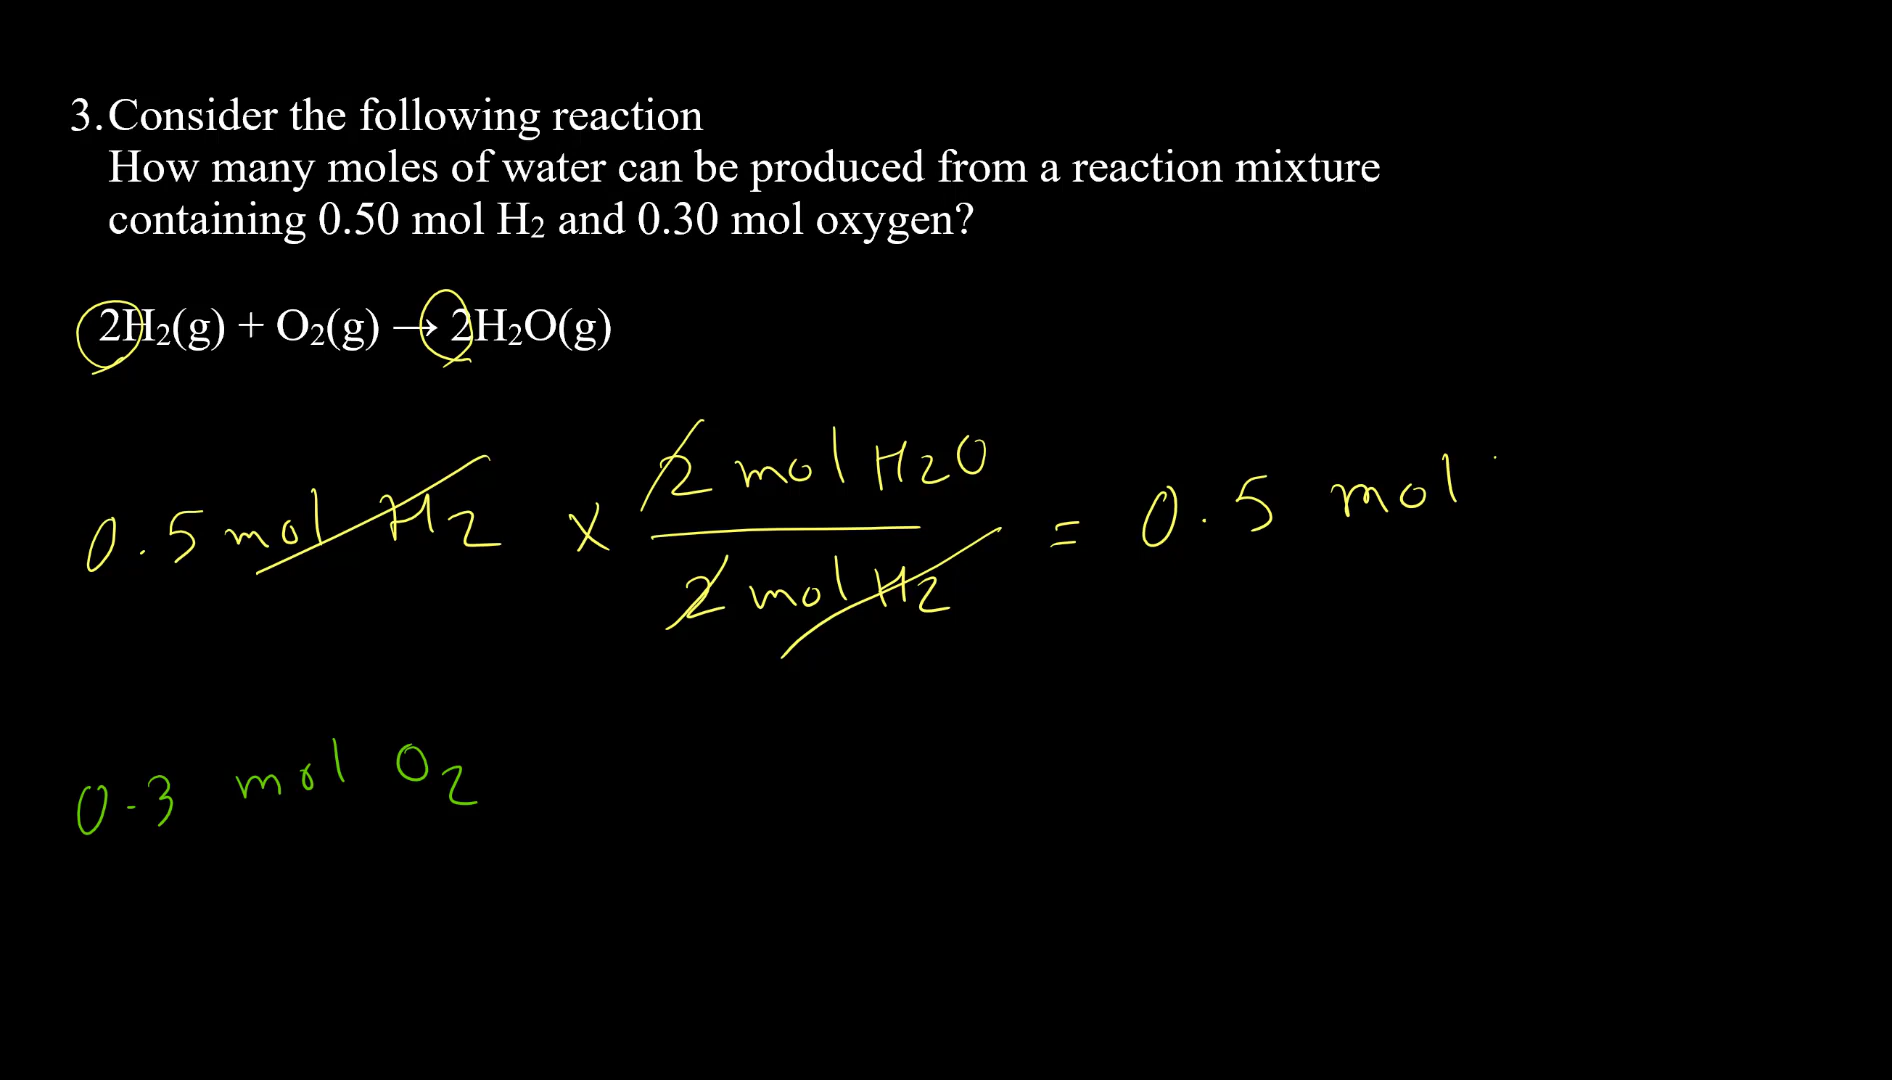 3. Consider the following reaction
How many moles of water can be produced from a reaction mixture
containing 0.50 mol H2 and 0.30 mol oxygen?
2H2(g) + O2(g) → 2H2O(g)
0.5 mol H2 x 2 mol H2O / 2 mol H2 = 0.5 mol
0.3 mol O2